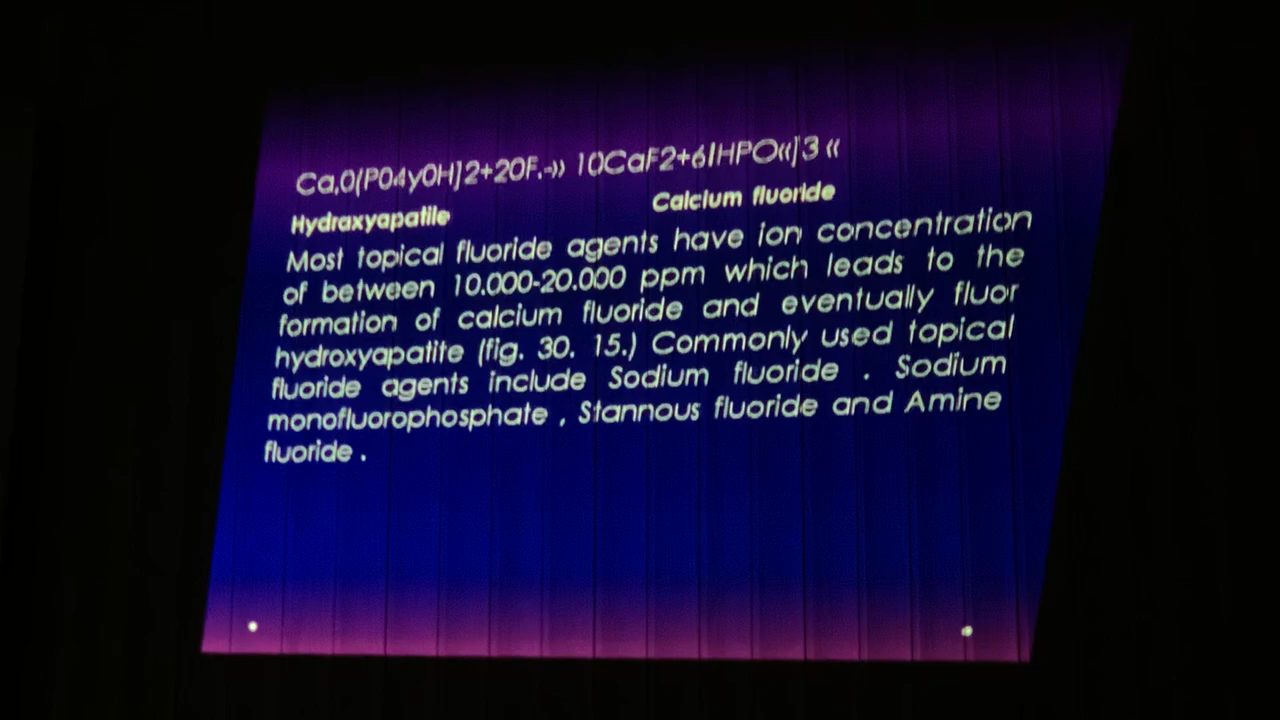 Ca,0(P04y0H]2+20F.-» 10CaF2+6IHPO«]3 «
Hydraxyapatile
Calcium fluoride
Most topical fluoride agents have ion concentration
of between 10.000-20.000 ppm which leads to the
formation of calcium fluoride and eventually fluor
hydroxyapatite (fig. 30. 15.) Commonly used topical
fluoride agents include Sodium fluoride . Sodium
monofluorophosphate , Stannous fluoride and Amine
fluoride .